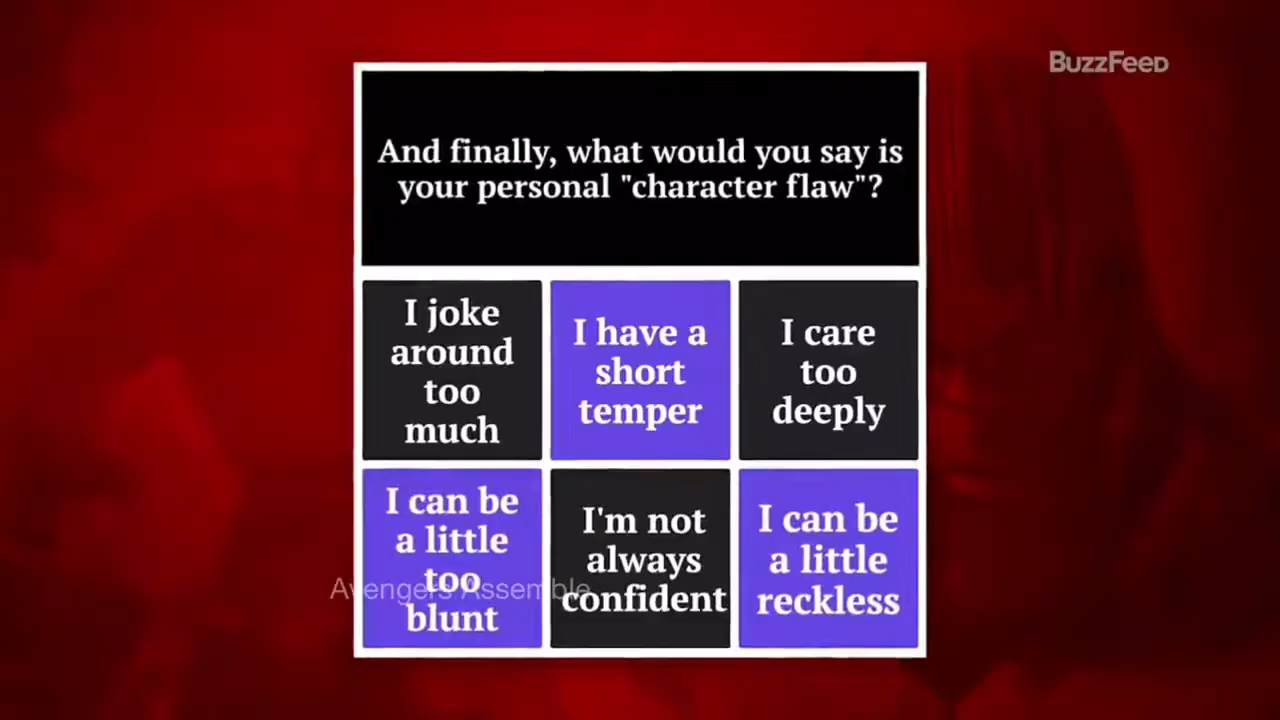 BuzzFeed
And finally, what would you say is
your personal "character flaw"?
I joke
around
too
much
I have a
short
temper
I care
too
deeply
I can be
a little
too
blunt
I'm not
always
confident
I can be
a little
reckless
Avengers Assemble